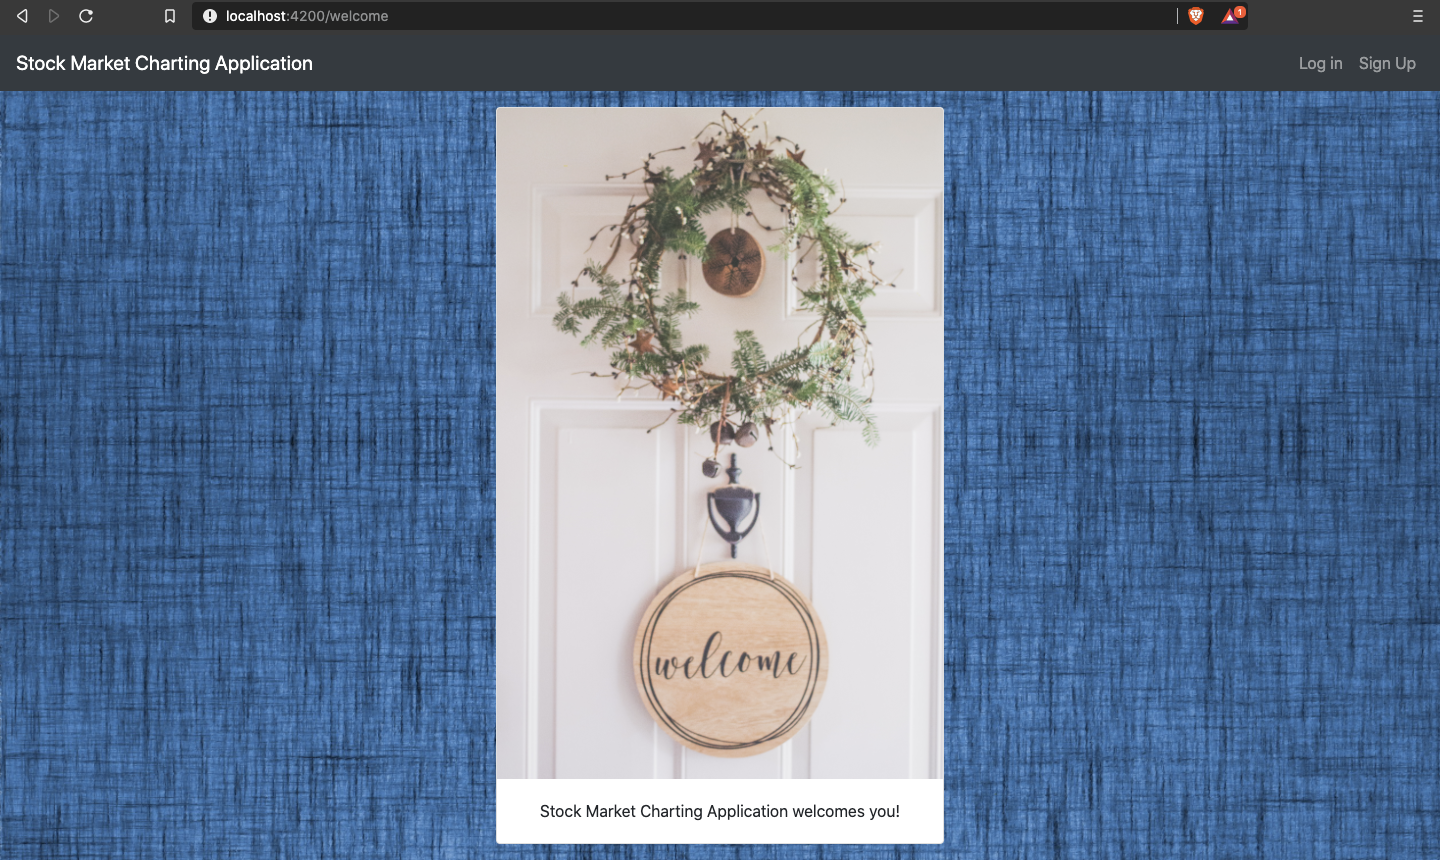 localhost:4200/welcome
1
Stock Market Charting Application
Log in
Sign Up
welcome
Stock Market Charting Application welcomes you!